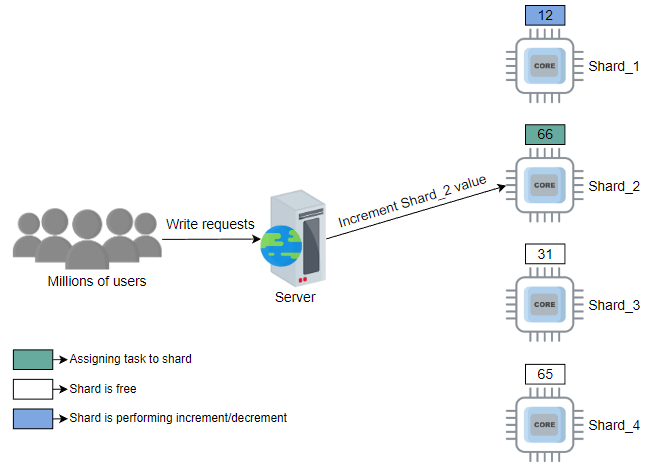 12
CORE
Shard_1
66
CORE
Shard_2
Increment Shard_2 value
Write requests
Millions of users
Server
31
CORE
Shard_3
Assigning task to shard
Shard is free
Shard is performing increment/decrement
65
CORE
Shard_4